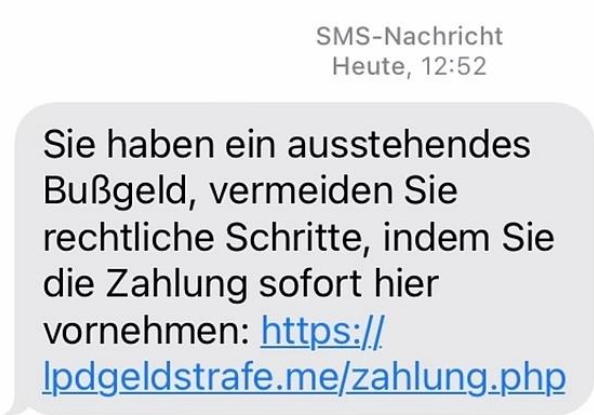 SMS-Nachricht
Heute, 12:52
Sie haben ein ausstehendes
Bußgeld, vermeiden Sie
rechtliche Schritte, indem Sie
die Zahlung sofort hier
vornehmen: https://
lpdgeldstrafe.me/zahlung.php